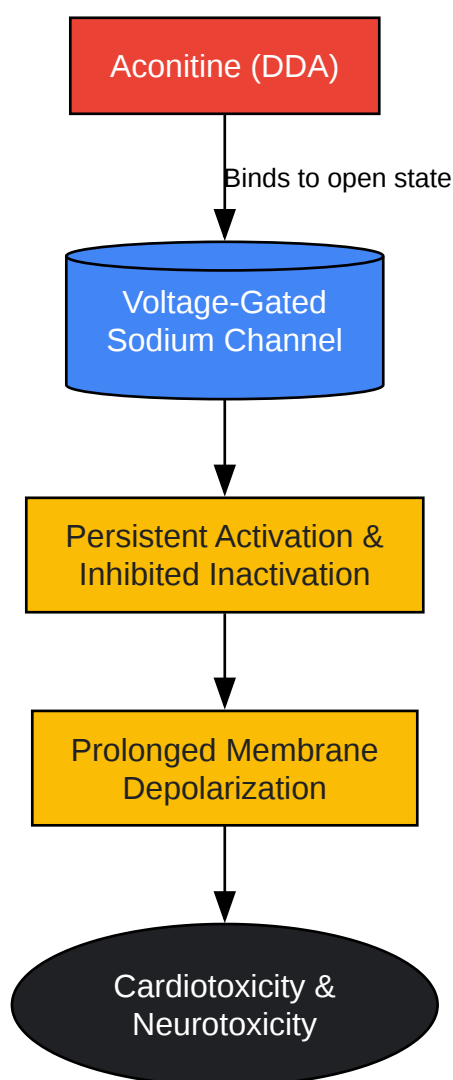 Aconitine (DDA)
Binds to open state
Voltage-Gated
Sodium Channel
Persistent Activation &
Inhibited Inactivation
Prolonged Membrane
Depolarization
Cardiotoxicity &
Neurotoxicity